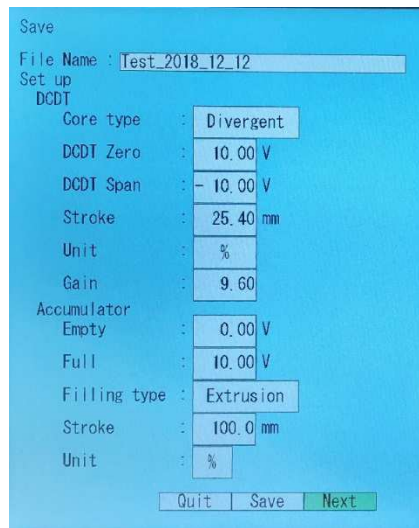 Save
File Name : Test_2018_12_12
Set up
DCDT
Core type : Divergent
DCDT Zero : 10.00 V
DCDT Span : - 10.00 V
Stroke : 25.40 mm
Unit : %
Gain : 9.60
Accumulator
Empty : 0.00 V
Full : 10.00 V
Filling type : Extrusion
Stroke : 100.0 mm
Unit : %
Quit Save Next